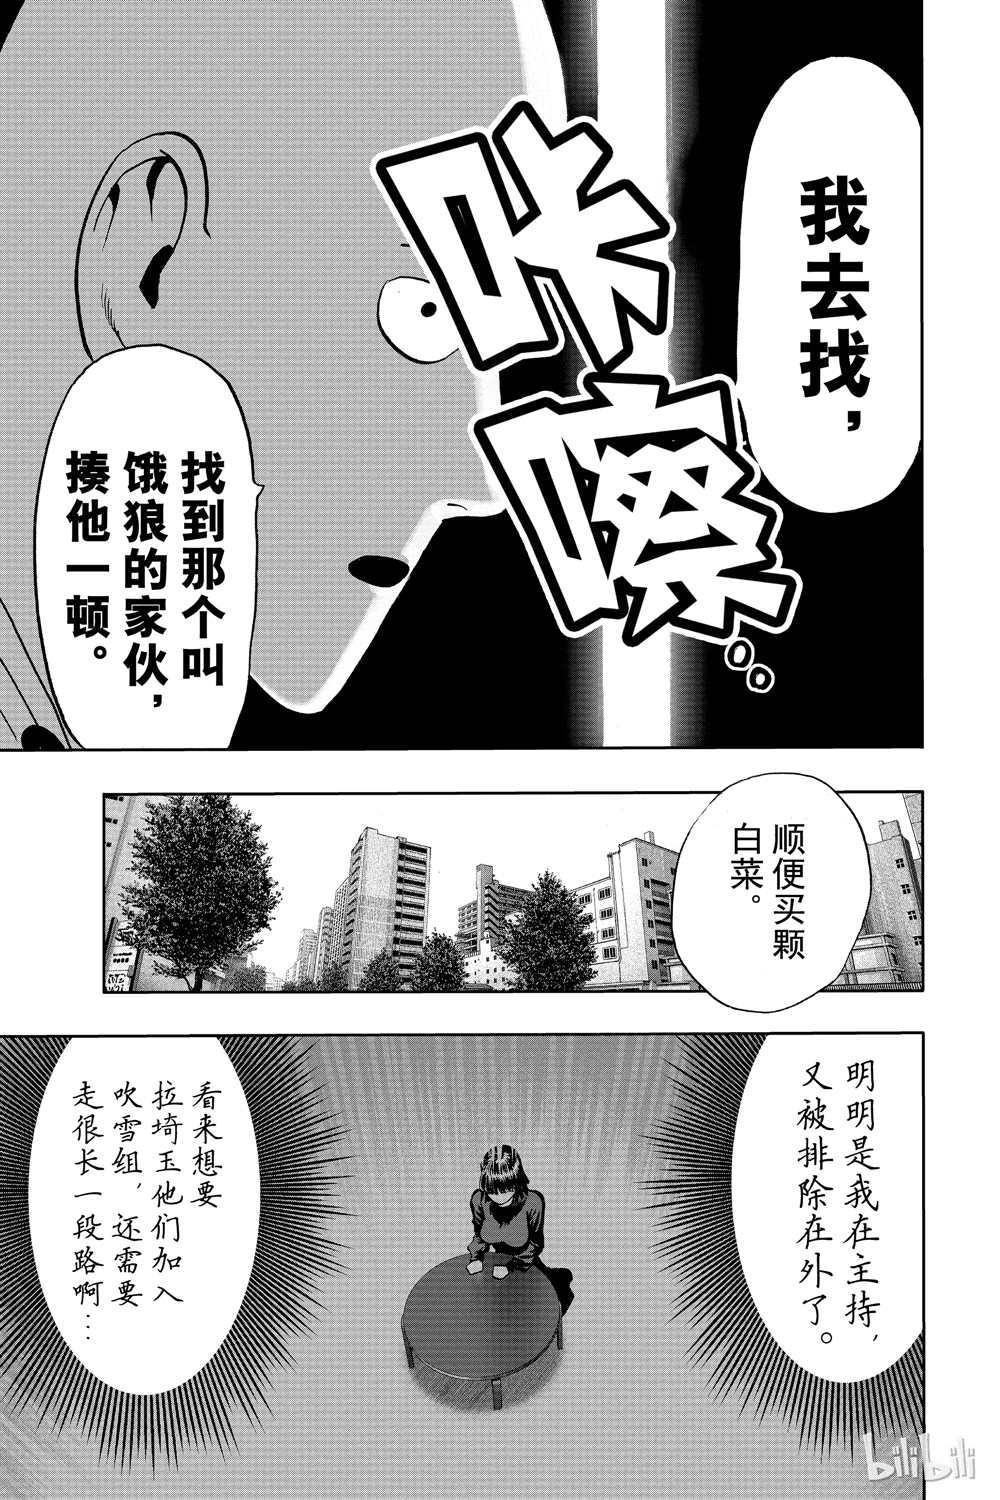 我去找，
咔嚓
找到那个叫
饿狼的家伙，
揍他一顿。
顺便买颗
白菜。
明明是我在主持，
又被排除在外了。
看来想要
拉埼玉他们加入
吹雪组，还需要
走很长一段路啊…
bilibili